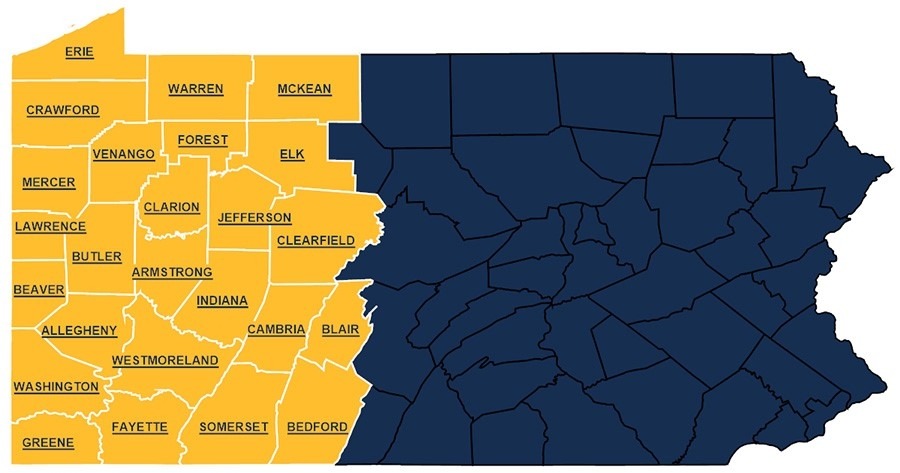 ERIE
WARREN
MCKEAN
CRAWFORD
FOREST
VENANGO
ELK
MERCER
CLARION
JEFFERSON
LAWRENCE
CLEARFIELD
BUTLER
ARMSTRONG
BEAVER
INDIANA
ALLEGHENY
CAMBRIA
BLAIR
WESTMORELAND
WASHINGTON
FAYETTE
SOMERSET
BEDFORD
GREENE